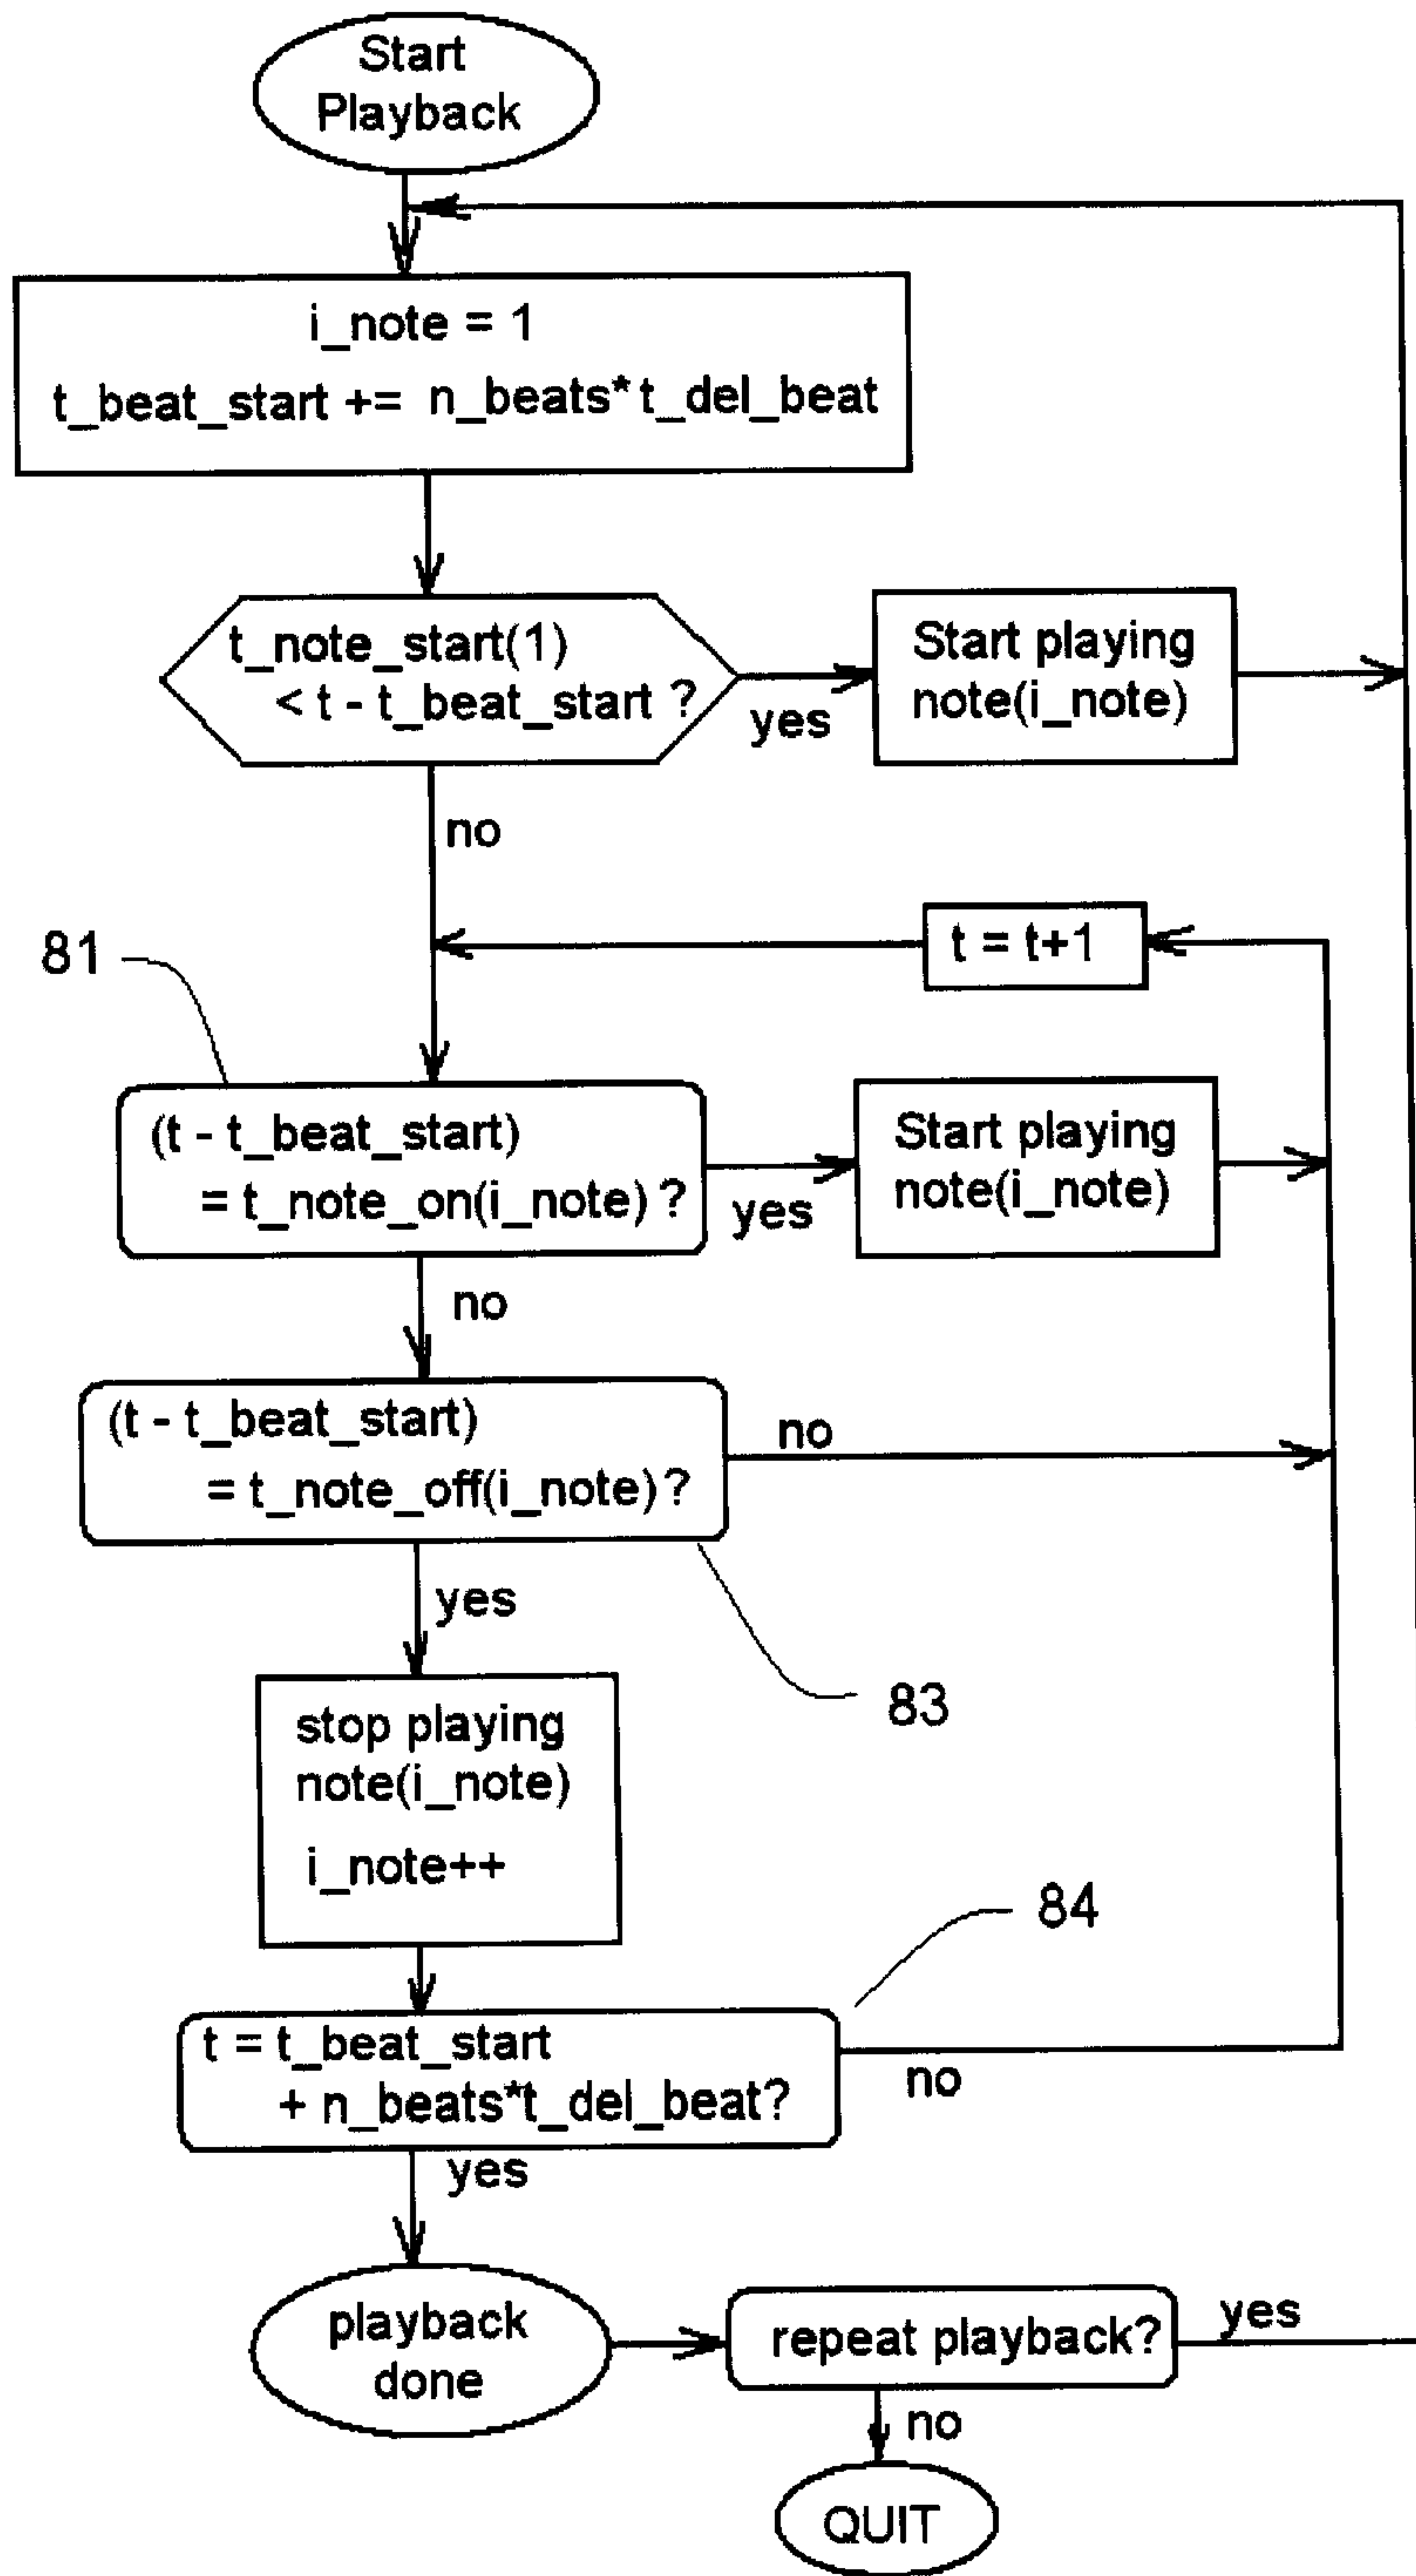 Start
Playback
i_note = 1
t_beat_start += n_beats*t_del_beat
t_note_start(1)
< t - t_beat_start ?
yes
Start playing
note(i_note)
no
t = t+1
81
(t - t_beat_start)
= t_note_on(i_note) ?
yes
Start playing
note(i_note)
no
(t - t_beat_start)
= t_note_off(i_note) ?
no
yes
83
stop playing
note(i_note)
i_note++
84
t = t_beat_start
+ n_beats*t_del_beat?
no
yes
playback
done
repeat playback?
yes
no
QUIT